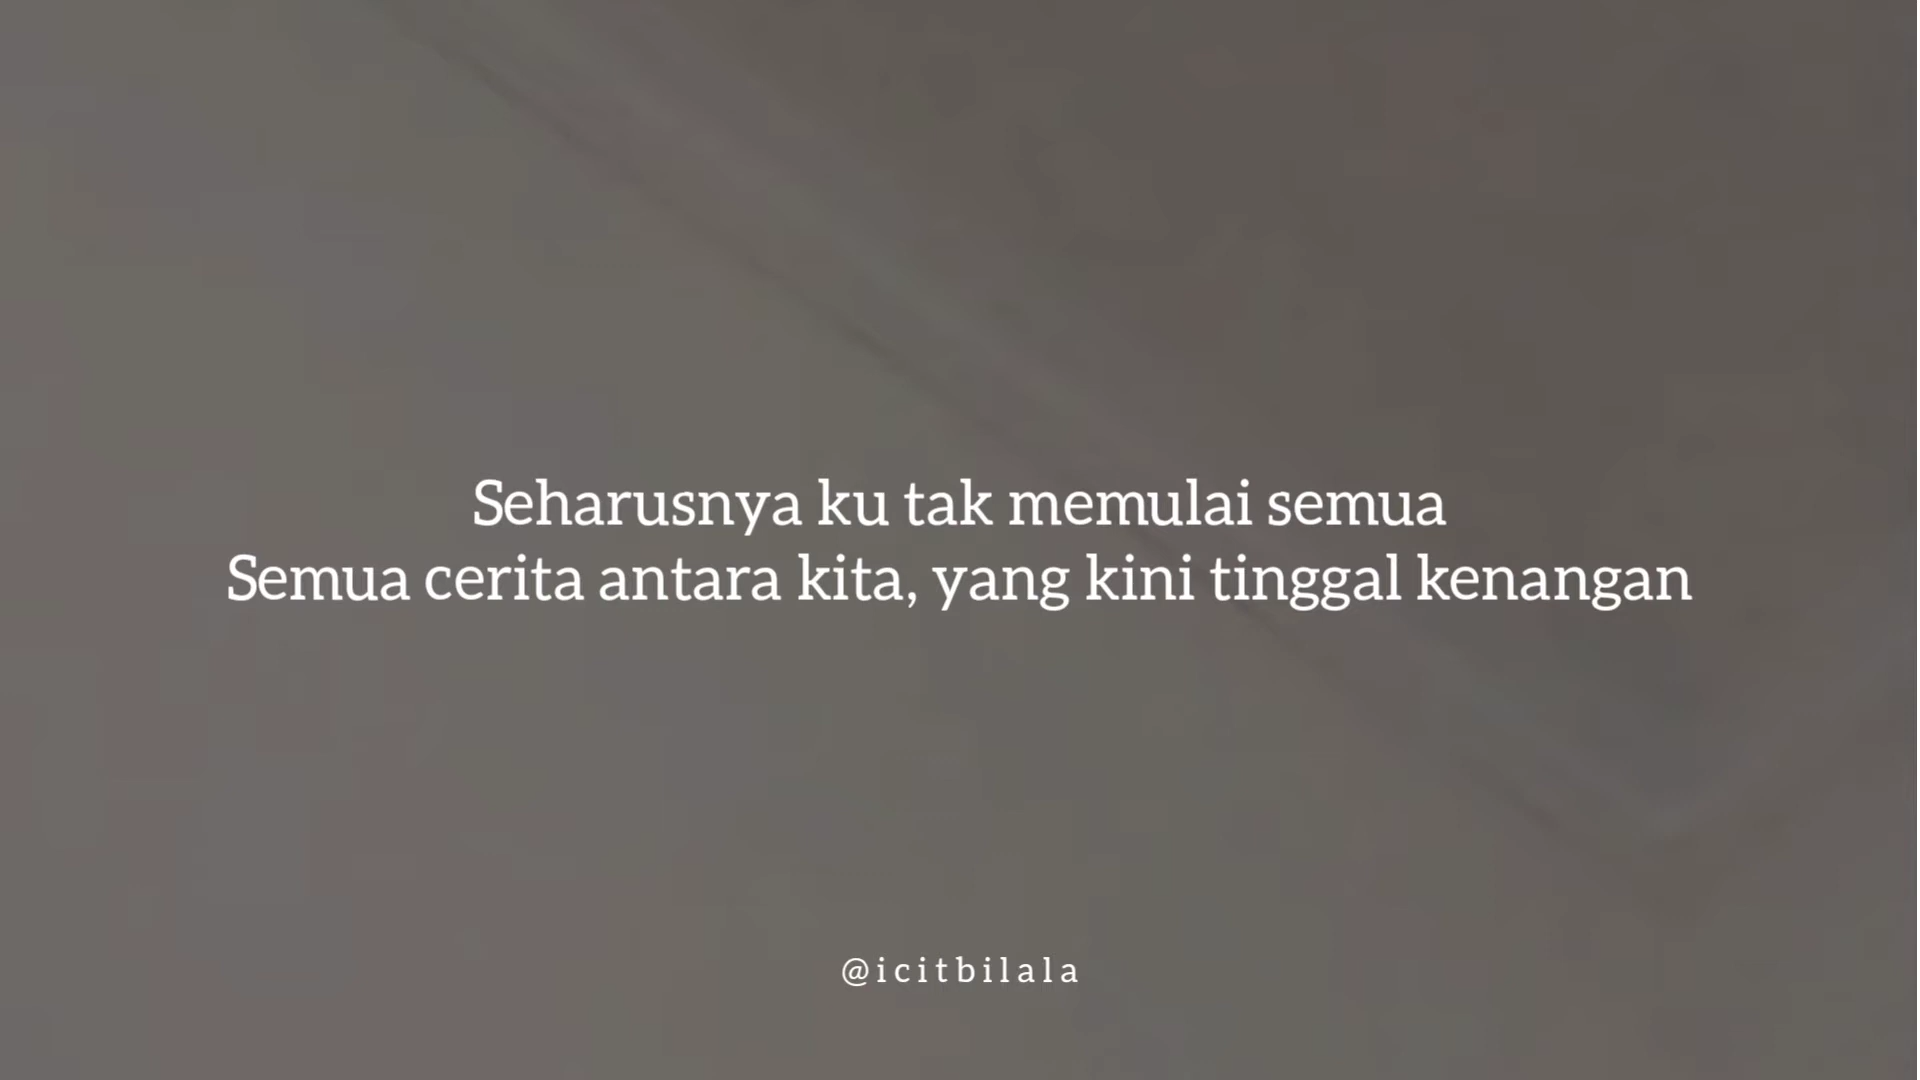 Seharusnya ku tak memulai semua
Semua cerita antara kita, yang kini tinggal kenangan
@icitbilala